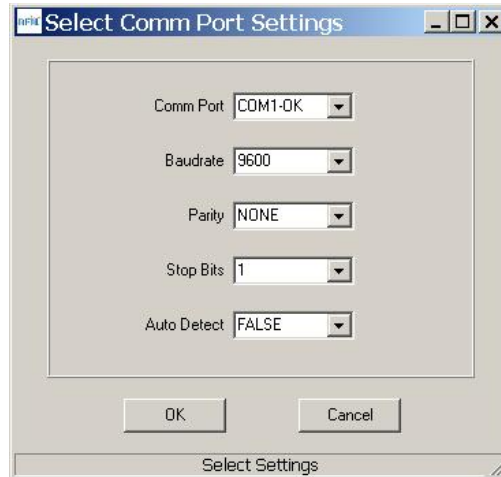 Select Comm Port Settings
Comm Port COM1-OK
Baudrate 9600
Parity NONE
Stop Bits 1
Auto Detect FALSE
OK Cancel
Select Settings